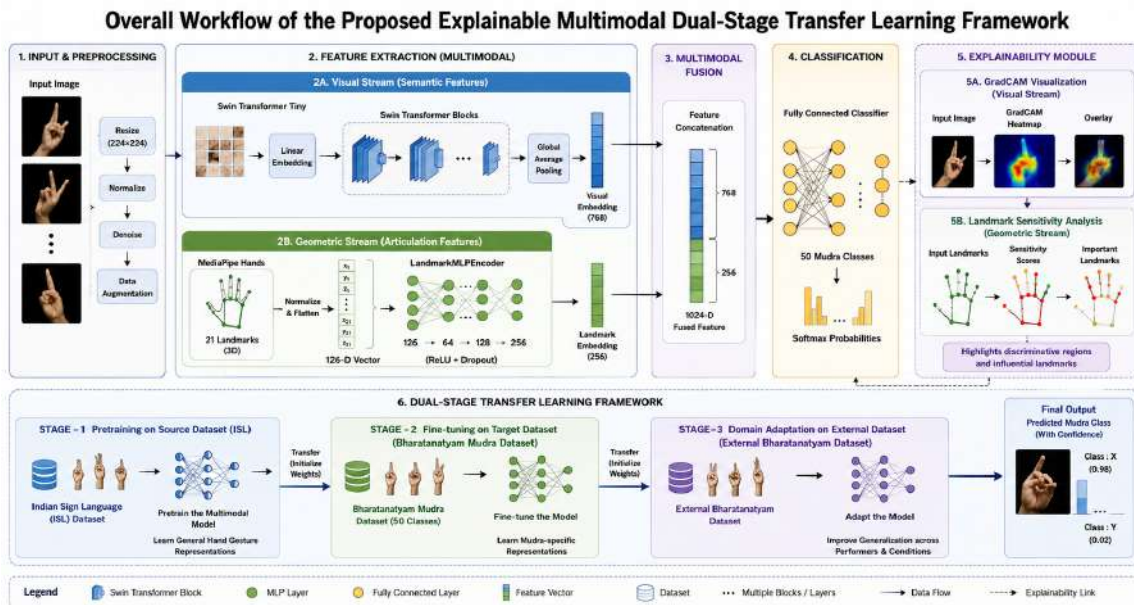 Overall Workflow of the Proposed Explainable Multimodal Dual-Stage Transfer Learning Framework
1. INPUT & PREPROCESSING
Input Image
Resize
(224×224)
Normalize
Denoise
Data
Augmentation
2. FEATURE EXTRACTION (MULTIMODAL)
2A. Visual Stream (Semantic Features)
Swin Transformer Tiny
Linear
Embedding
Swin Transformer Blocks
Global
Average
Pooling
Visual
Embedding
(768)
2B. Geometric Stream (Articulation Features)
MediaPipe Hands
21 Landmarks
(3D)
Normalize
& Flatten
x₁
y₁
z₁
x₂₁
y₂₁
z₂₁
126-D Vector
LandmarkMLPEncoder
126 → 64 → 128 → 256
(ReLU + Dropout)
Landmark
Embedding
(256)
3. MULTIMODAL
FUSION
Feature
Concatenation
768
256
1024-D
Fused Feature
4. CLASSIFICATION
Fully Connected Classifier
50 Mudra Classes
Softmax Probabilities
5. EXPLAINABILITY MODULE
5A. GradCAM Visualization
(Visual Stream)
Input Image
GradCAM
Heatmap
Overlay
5B. Landmark Sensitivity Analysis
(Geometric Stream)
Input Landmarks
Sensitivity
Scores
Important
Landmarks
Highlights discriminative regions
and influential landmarks
6. DUAL-STAGE TRANSFER LEARNING FRAMEWORK
STAGE – 1 Pretraining on Source Dataset (ISL)
Indian Sign Language
(ISL) Dataset
Pretrain the Multimodal
Model
Learn General Hand Gesture
Representations
Transfer
(Initialize
Weights)
STAGE – 2 Fine-tuning on Target Dataset
(Bharatanatyam Mudra Dataset)
Bharatanatyam Mudra
Dataset (50 Classes)
Fine-tune the Model
Learn Mudra-specific
Representations
Transfer
(Initialize
Weights)
STAGE–3 Domain Adaptation on External Dataset
(External Bharatanatyam Dataset)
External Bharatanatyam
Dataset
Adapt the Model
Improve Generalization across
Performers & Conditions
Final Output
Predicted Mudra Class
(With Confidence)
Class : X
(0.98)
Class : Y
(0.02)
Legend
Swin Transformer Block
MLP Layer
Fully Connected Layer
Feature Vector
Dataset
Multiple Blocks / Layers
Data Flow
Explainability Link